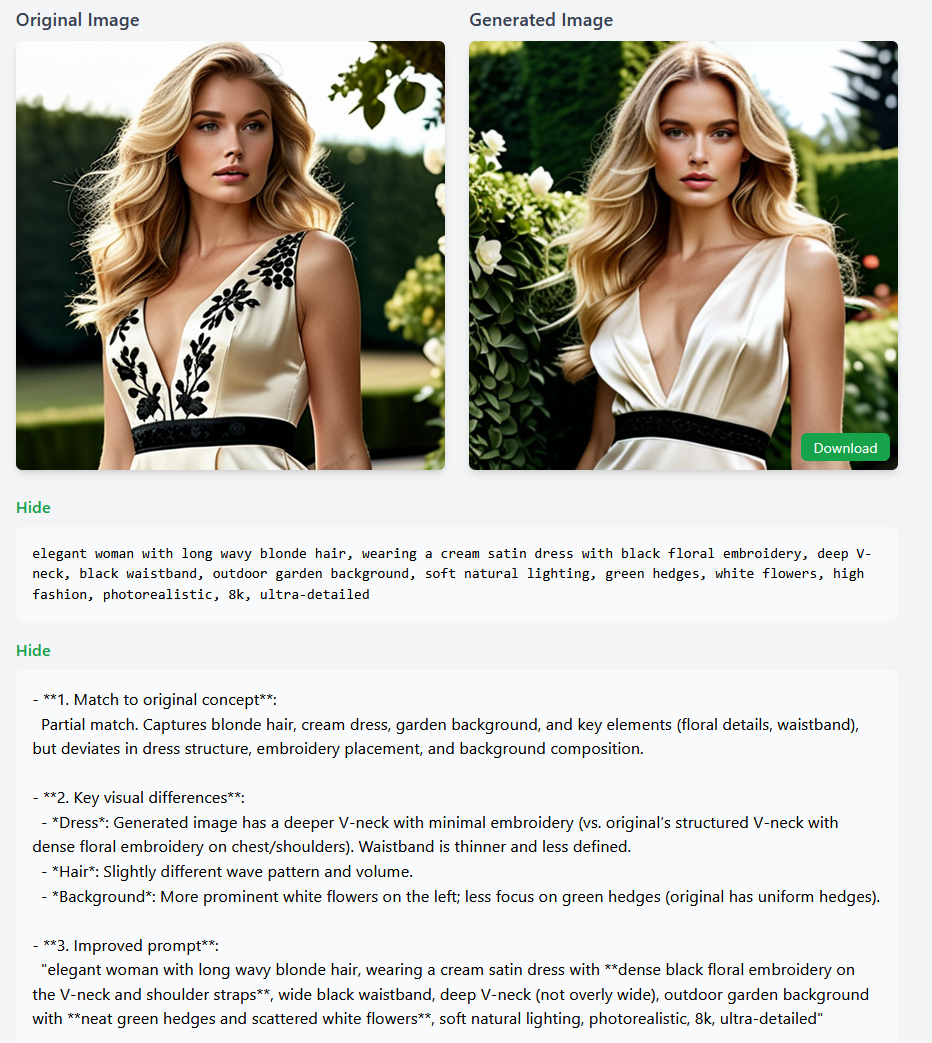 Original Image
Generated Image
Download
Hide
elegant woman with long wavy blonde hair, wearing a cream satin dress with black floral embroidery, deep V-
neck, black waistband, outdoor garden background, soft natural lighting, green hedges, white flowers, high
fashion, photorealistic, 8k, ultra-detailed
Hide
- **1. Match to original concept**:
Partial match. Captures blonde hair, cream dress, garden background, and key elements (floral details, waistband),
but deviates in dress structure, embroidery placement, and background composition.
- **2. Key visual differences**:
- *Dress*: Generated image has a deeper V-neck with minimal embroidery (vs. original's structured V-neck with
dense floral embroidery on chest/shoulders). Waistband is thinner and less defined.
- *Hair*: Slightly different wave pattern and volume.
- *Background*: More prominent white flowers on the left; less focus on green hedges (original has uniform hedges).
- **3. Improved prompt**:
"elegant woman with long wavy blonde hair, wearing a cream satin dress with **dense black floral embroidery on
the V-neck and shoulder straps**, wide black waistband, deep V-neck (not overly wide), outdoor garden background
with **neat green hedges and scattered white flowers**, soft natural lighting, photorealistic, 8k, ultra-detailed"